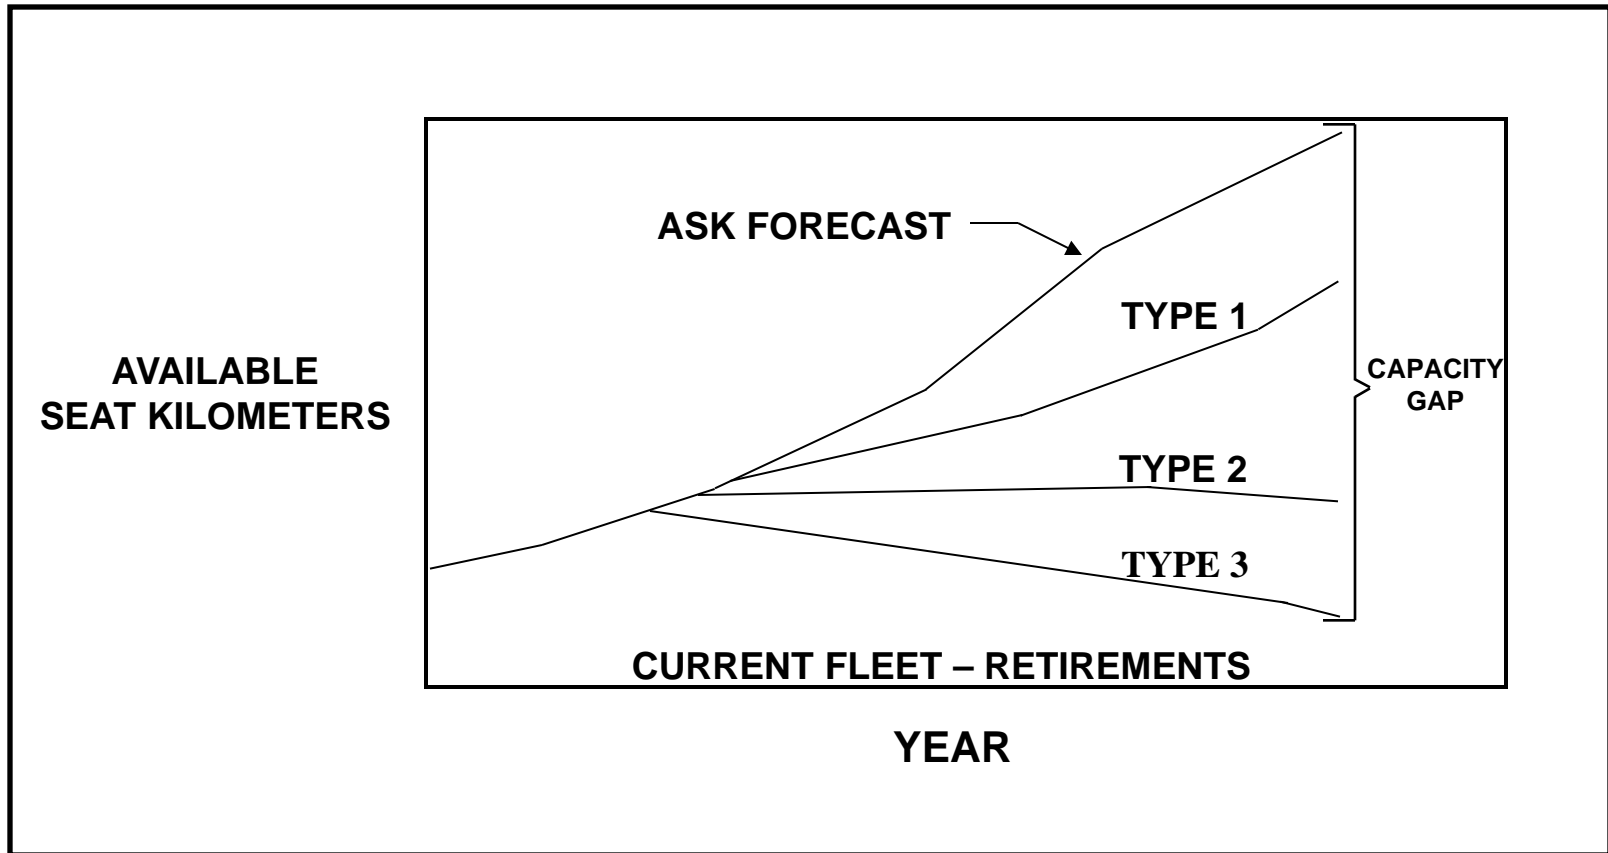 ASK FORECAST
TYPE 1
AVAILABLE
SEAT KILOMETERS
CAPACITY
GAP
TYPE 2
TYPE 3
CURRENT FLEET – RETIREMENTS
YEAR